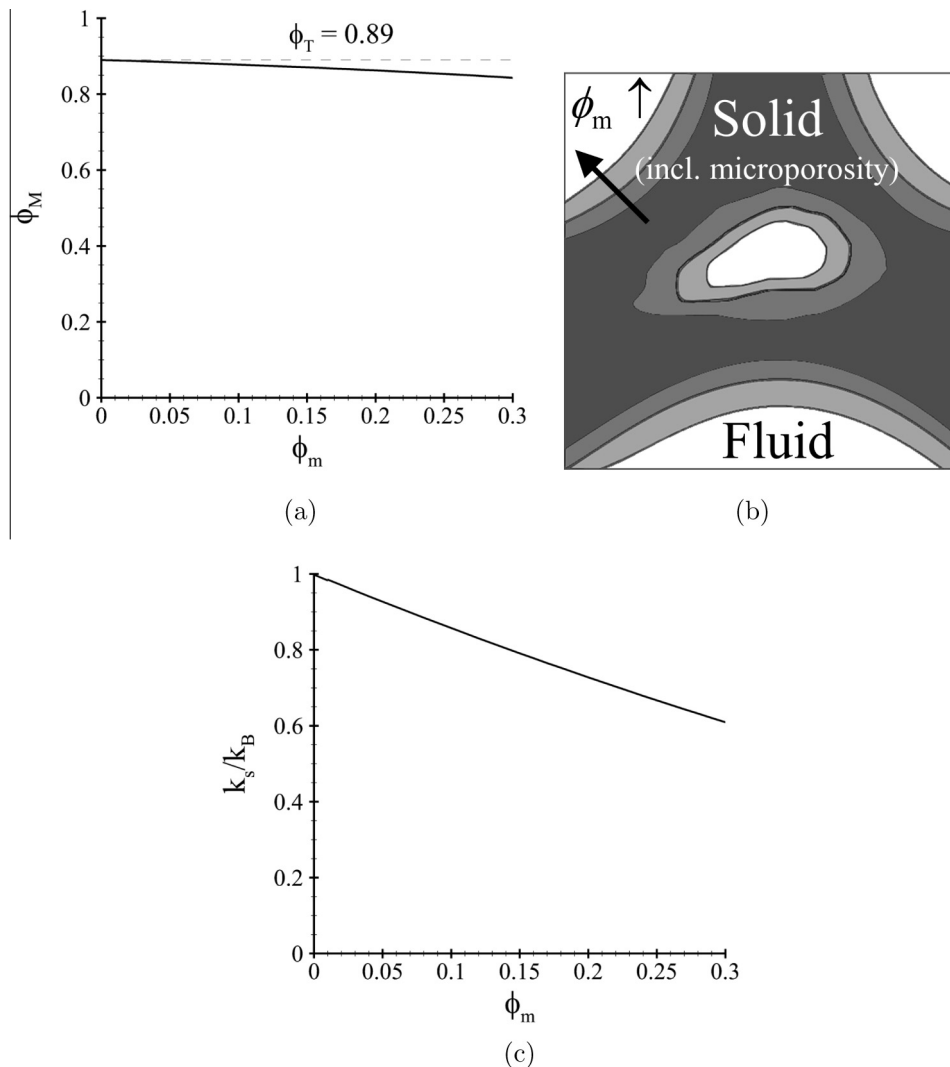 1
0.8
0.6
0.4
0.2
0
ϕM
ϕT = 0.89
0 0.05 0.1 0.15 0.2 0.25 0.3
ϕm
(a)
ϕm ↑
Solid
(incl. microporosity)
Fluid
(b)
1
0.8
0.6
0.4
0.2
0
ks/kB
0 0.05 0.1 0.15 0.2 0.25 0.3
ϕm
(c)